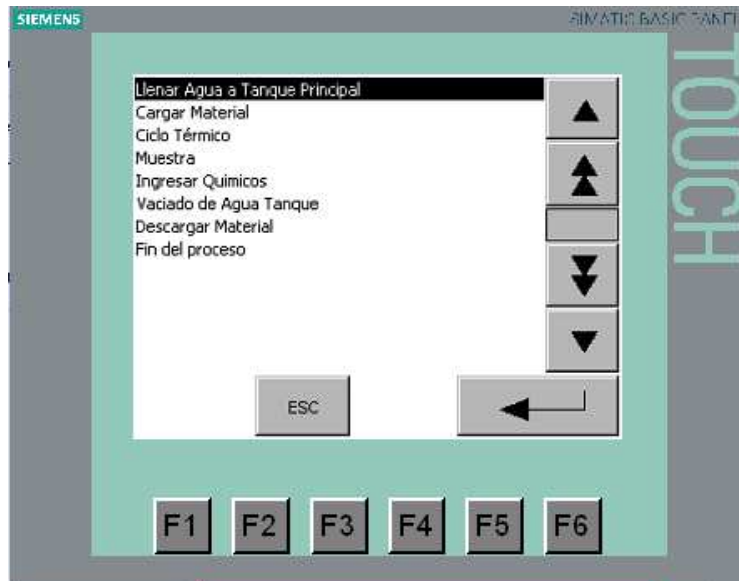 SIEMENS
SIMATIC BASIC PANEL
TOUCH
Llenar Agua a Tanque Principal
Cargar Material
Ciclo Térmico
Muestra
Ingresar Quimicos
Vaciado de Agua Tanque
Descargar Material
Fin del proceso
ESC
F1 F2 F3 F4 F5 F6